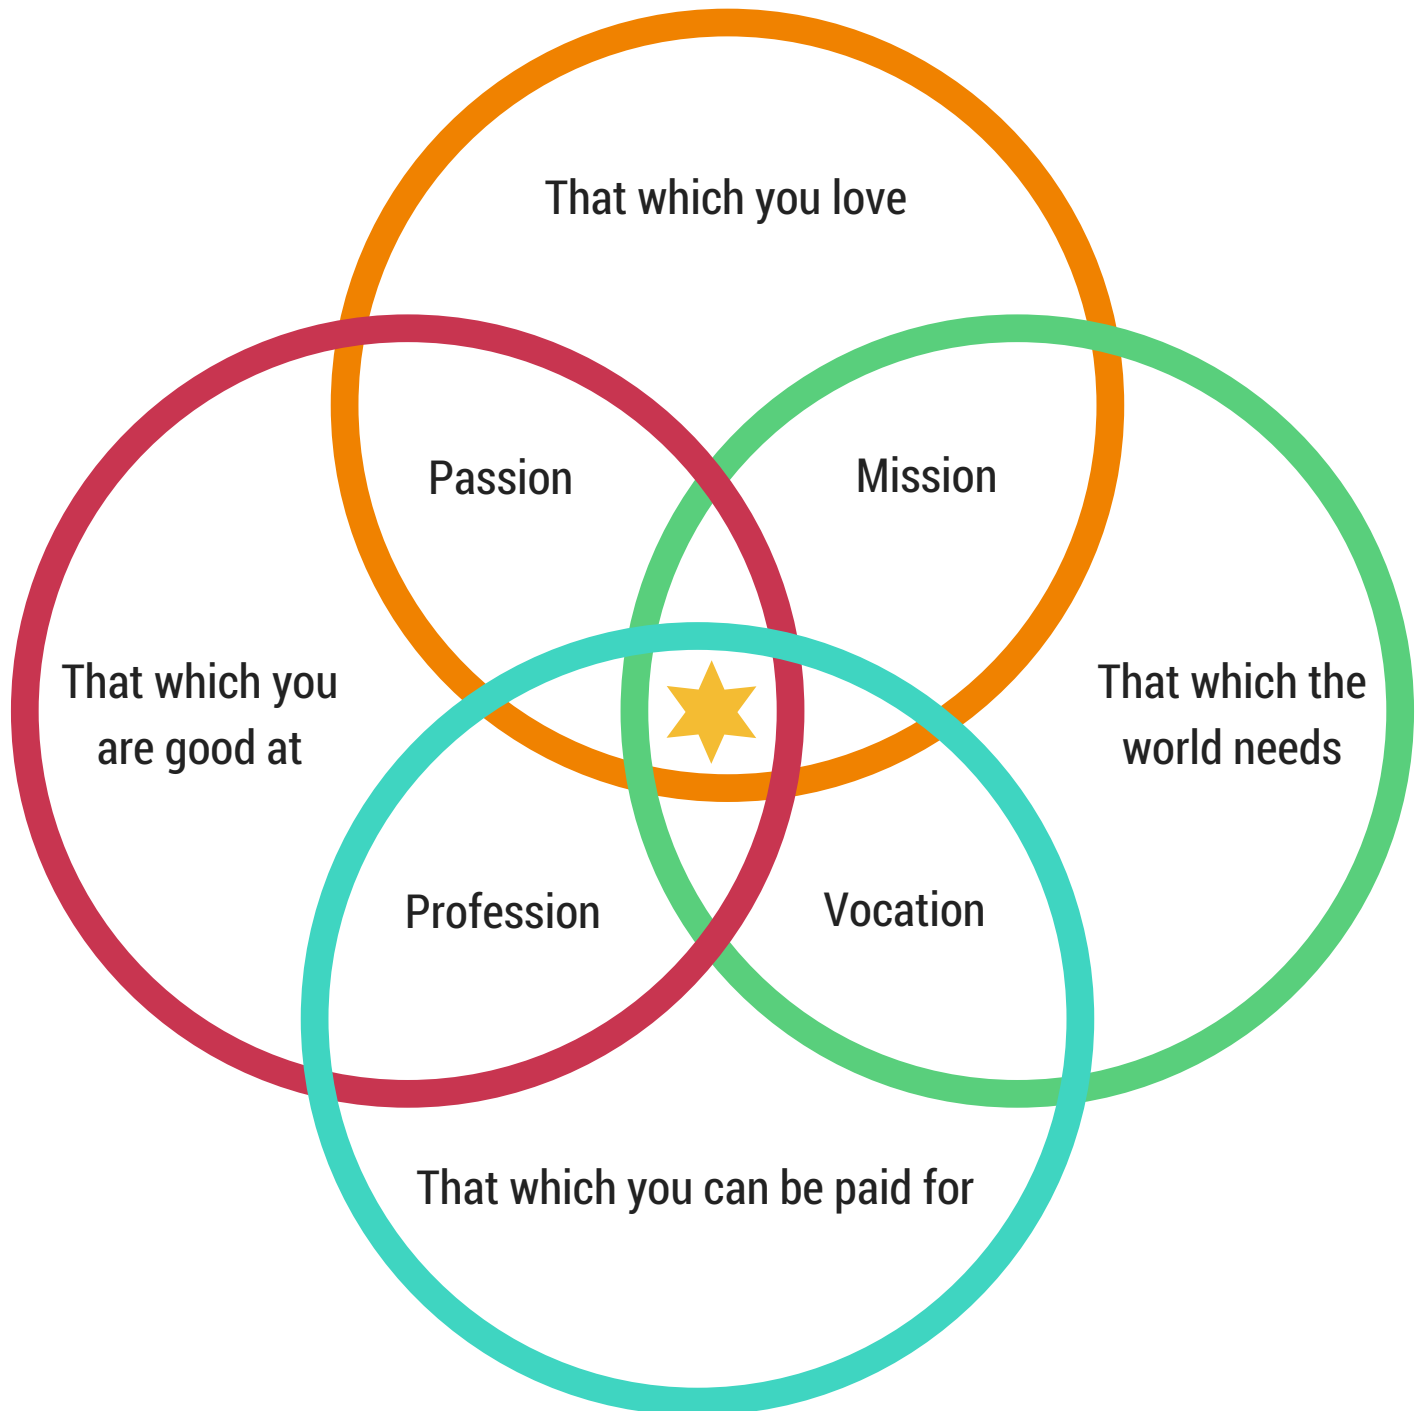 That which you love
Passion
Mission
That which you
are good at
That which the
world needs
Profession
Vocation
That which you can be paid for